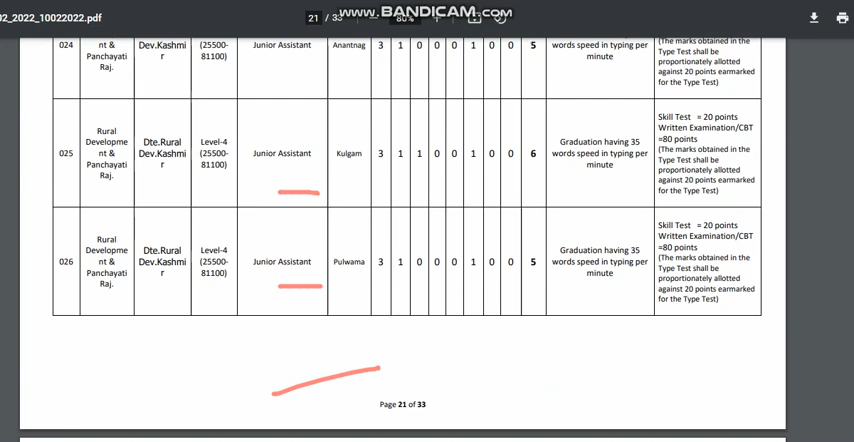 02_2022_10022022.pdf
21 / 33
80%
WWW.BANDICAM.COM
024
nt &
Panchayati
Raj.
Dev.Kashmi
r
(25500-
81100)
Junior Assistant
Anantnag
3 1 0 0 0 1 0 0 5
words speed in typing per
minute
(The marks obtained in the
Type Test shall be
proportionately allotted
against 20 points earmarked
for the Type Test)
025
Rural
Developme
nt &
Panchayati
Raj.
Dte.Rural
Dev.Kashmi
r
Level-4
(25500-
81100)
Junior Assistant
Kulgam
3 1 1 0 0 1 0 0 6
Graduation having 35
words speed in typing per
minute
Skill Test = 20 points
Written Examination/CBT
=80 points
(The marks obtained in the
Type Test shall be
proportionately allotted
against 20 points earmarked
for the Type Test)
026
Rural
Developme
nt &
Panchayati
Raj.
Dte.Rural
Dev.Kashmi
r
Level-4
(25500-
81100)
Junior Assistant
Pulwama
3 1 0 0 0 1 0 0 5
Graduation having 35
words speed in typing per
minute
Skill Test = 20 points
Written Examination/CBT
=80 points
(The marks obtained in the
Type Test shall be
proportionately allotted
against 20 points earmarked
for the Type Test)
Page 21 of 33